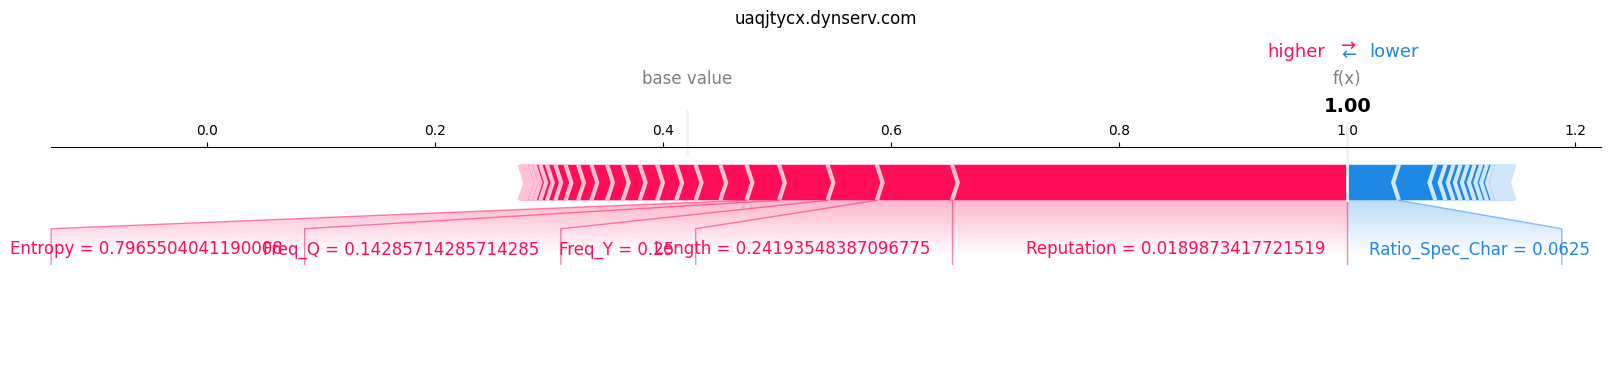 uaqjtycx.dynserv.com
higher → ← lower
base value
f(x)
1.00
0.0 0.2 0.4 0.6 0.8 1.0 1.2
Entropy = 0.7965504041190008
Freq_Q = 0.14285714285714285
Freq_Y = 0.25
Length = 0.24193548387096775
Reputation = 0.0189873417721519
Ratio_Spec_Char = 0.0625